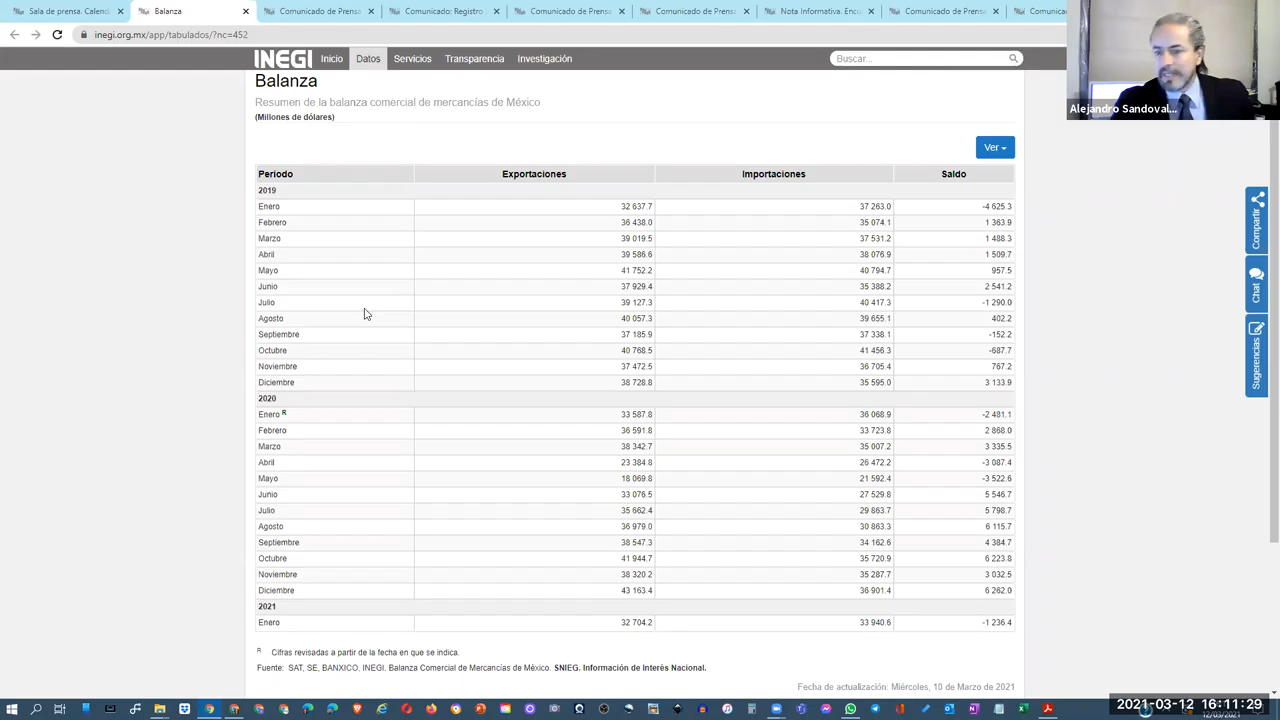 Sala de prensa. Calend
Balanza
Comunicado de Prensa
Comunicado: Registro
Comunicado de Prensa
Comunicado de Prensa
Nota Informativa. Encu
Comunicado de Prensa
inegi.org.mx/app/tabulados/?nc=452
INEGI Inicio Datos Servicios Transparencia Investigación Buscar...
Alejandro Sandoval...
Balanza
Resumen de la balanza comercial de mercancías de México
(Millones de dólares)
Ver
Período Exportaciones Importaciones Saldo
2019
Enero 32 637.7 37 263.0 -4 625.3
Febrero 36 438.0 35 074.1 1 363.9
Marzo 39 019.5 37 531.2 1 488.3
Abril 39 586.6 38 076.9 1 509.7
Mayo 41 752.2 40 794.7 957.5
Junio 37 929.4 35 388.2 2 541.2
Julio 39 127.3 40 417.3 -1 290.0
Agosto 40 057.3 39 655.1 402.2
Septiembre 37 185.9 37 338.1 -152.2
Octubre 40 768.5 41 456.3 -687.7
Noviembre 37 472.5 36 705.4 767.2
Diciembre 38 728.8 35 595.0 3 133.9
2020
Enero R 33 587.8 36 068.9 -2 481.1
Febrero 36 591.8 33 723.8 2 868.0
Marzo 38 342.7 35 007.2 3 335.5
Abril 23 384.8 26 472.2 -3 087.4
Mayo 18 069.8 21 592.4 -3 522.6
Junio 33 076.5 27 529.8 5 546.7
Julio 35 662.4 29 863.7 5 798.7
Agosto 36 979.0 30 863.3 6 115.7
Septiembre 38 547.3 34 162.6 4 384.7
Octubre 41 944.7 35 720.9 6 223.8
Noviembre 38 320.2 35 287.7 3 032.5
Diciembre 43 163.4 36 901.4 6 262.0
2021
Enero 32 704.2 33 940.6 -1 236.4
R Cifras revisadas a partir de la fecha en que se indica.
Fuente: SAT, SE, BANXICO, INEGI. Balanza Comercial de Mercancías de México. SNIEG. Información de Interés Nacional.
Fecha de actualización: Miércoles, 10 de Marzo de 2021
Compartir
Chat
Sugerencias
2021-03-12 16:11:29
12/03/2021